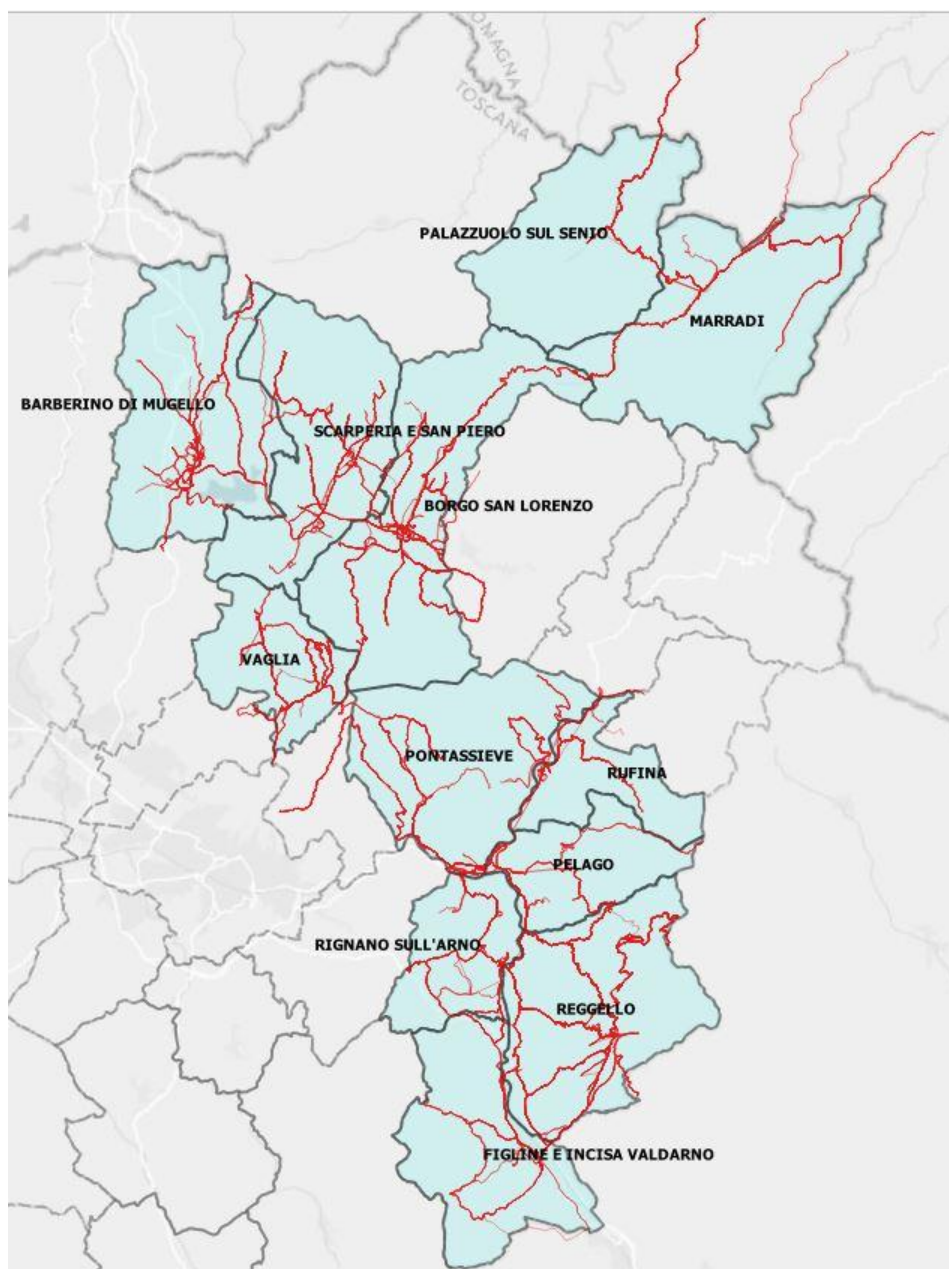 ROMAGNA
TOSCANA
PALAZZUOLO SUL SENIO
MARRADI
BARBERINO DI MUGELLO
SCARPERIA E SAN PIERO
BORGO SAN LORENZO
VAGLIA
PONTASSIEVE
RUFINA
PELAGO
RIGNANO SULL'ARNO
REGGELLO
FIGLINE E INCISA VALDARNO